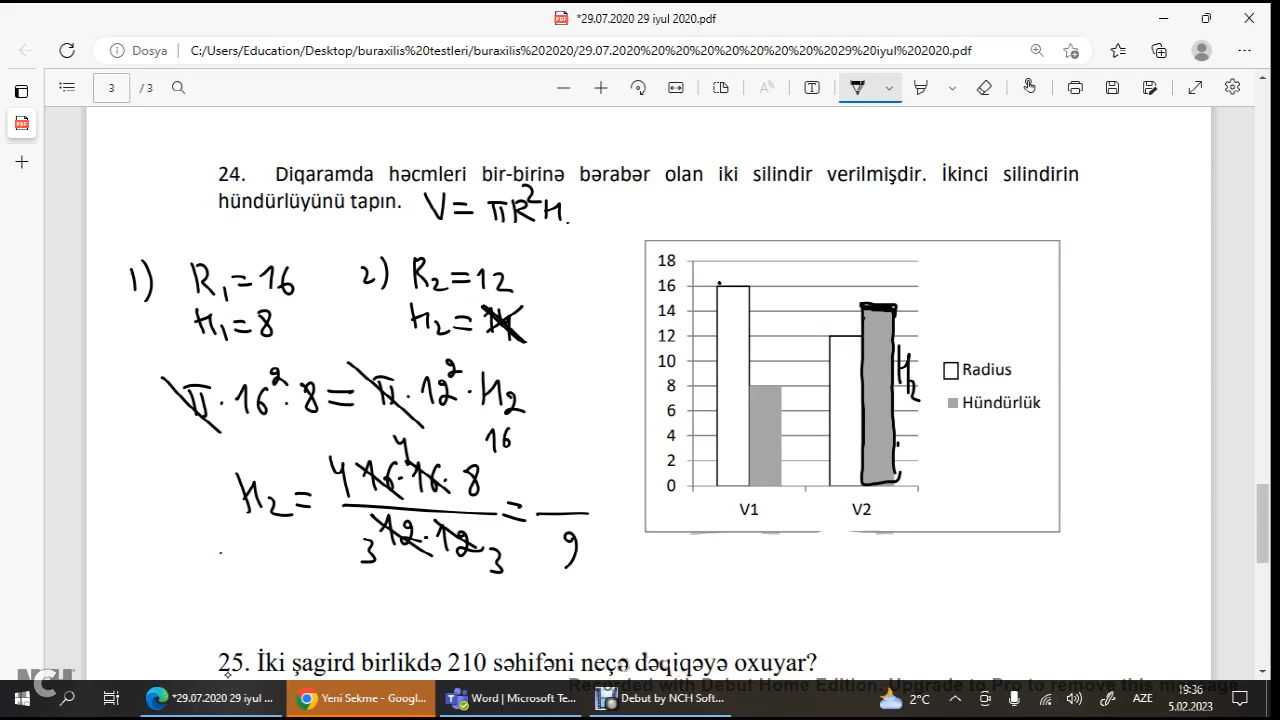 *29.07.2020 29 iyul 2020.pdf
Dosya C:/Users/Education/Desktop/buraxilis%20testleri/buraxilis%202020/29.07.2020%20%20%20%20%20%20%20%2029%20iyul%202020.pdf
3 / 3
24. Diqaramda həcmləri bir-birinə bərabər olan iki silindir verilmişdir. İkinci silindirin
hündürlüyünü tapın. V = πR²H.
1) R₁ = 16 2) R₂ = 12
H₁ = 8 H₂ =
π · 16² · 8 = π · 12² · H₂
16
4 4
H₂ = 16 · 16 · 8 =
12 · 12 9
3 3
18
16
14
12
10
8
6
4
2
0
V1 V2
H₂
Radius
Hündürlük
25. İki şagird birlikdə 210 səhifəni neçə dəqiqəyə oxuyar?
NCH
Recorded with Debut Home Edition. Upgrade to Pro to remove this message
*29.07.2020 29 iyul ...
Yeni Sekme - Googl...
Word | Microsoft Te...
Debut by NCH Soft...
2°C
AZE
19:36
5.02.2023